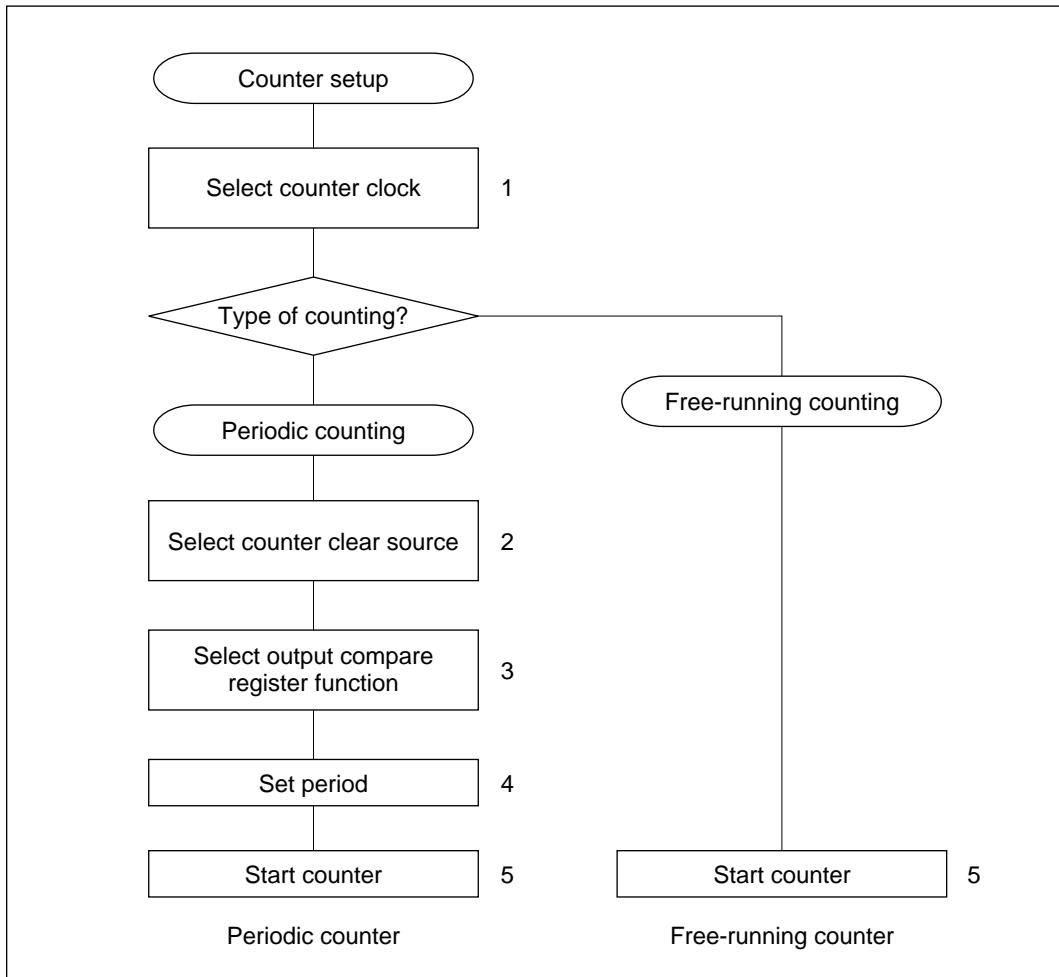 Counter setup
Select counter clock
1
Type of counting?
Periodic counting
Free-running counting
Select counter clear source
2
Select output compare
register function
3
Set period
4
Start counter
5
Start counter
5
Periodic counter
Free-running counter